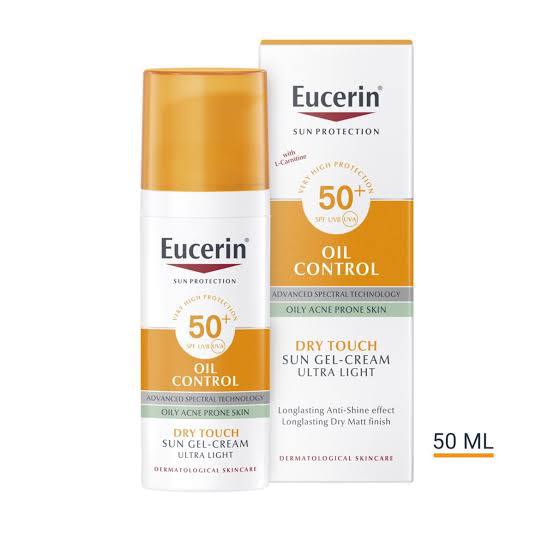 Eucerin®
SUN PROTECTION
with
L-Carnitine
VERY HIGH PROTECTION
50+
SPF UVB UVA
OIL
CONTROL
ADVANCED SPECTRAL TECHNOLOGY
OILY ACNE PRONE SKIN
DRY TOUCH
SUN GEL-CREAM
ULTRA LIGHT
Longlasting Anti-Shine effect
Longlasting Dry Matt finish
DERMATOLOGICAL SKINCARE
Eucerin®
SUN PROTECTION
VERY HIGH PROTECTION
50+
SPF UVB UVA
OIL
CONTROL
ADVANCED SPECTRAL TECHNOLOGY
OILY ACNE PRONE SKIN
DRY TOUCH
SUN GEL-CREAM
ULTRA LIGHT
DERMATOLOGICAL SKINCARE
50 ML